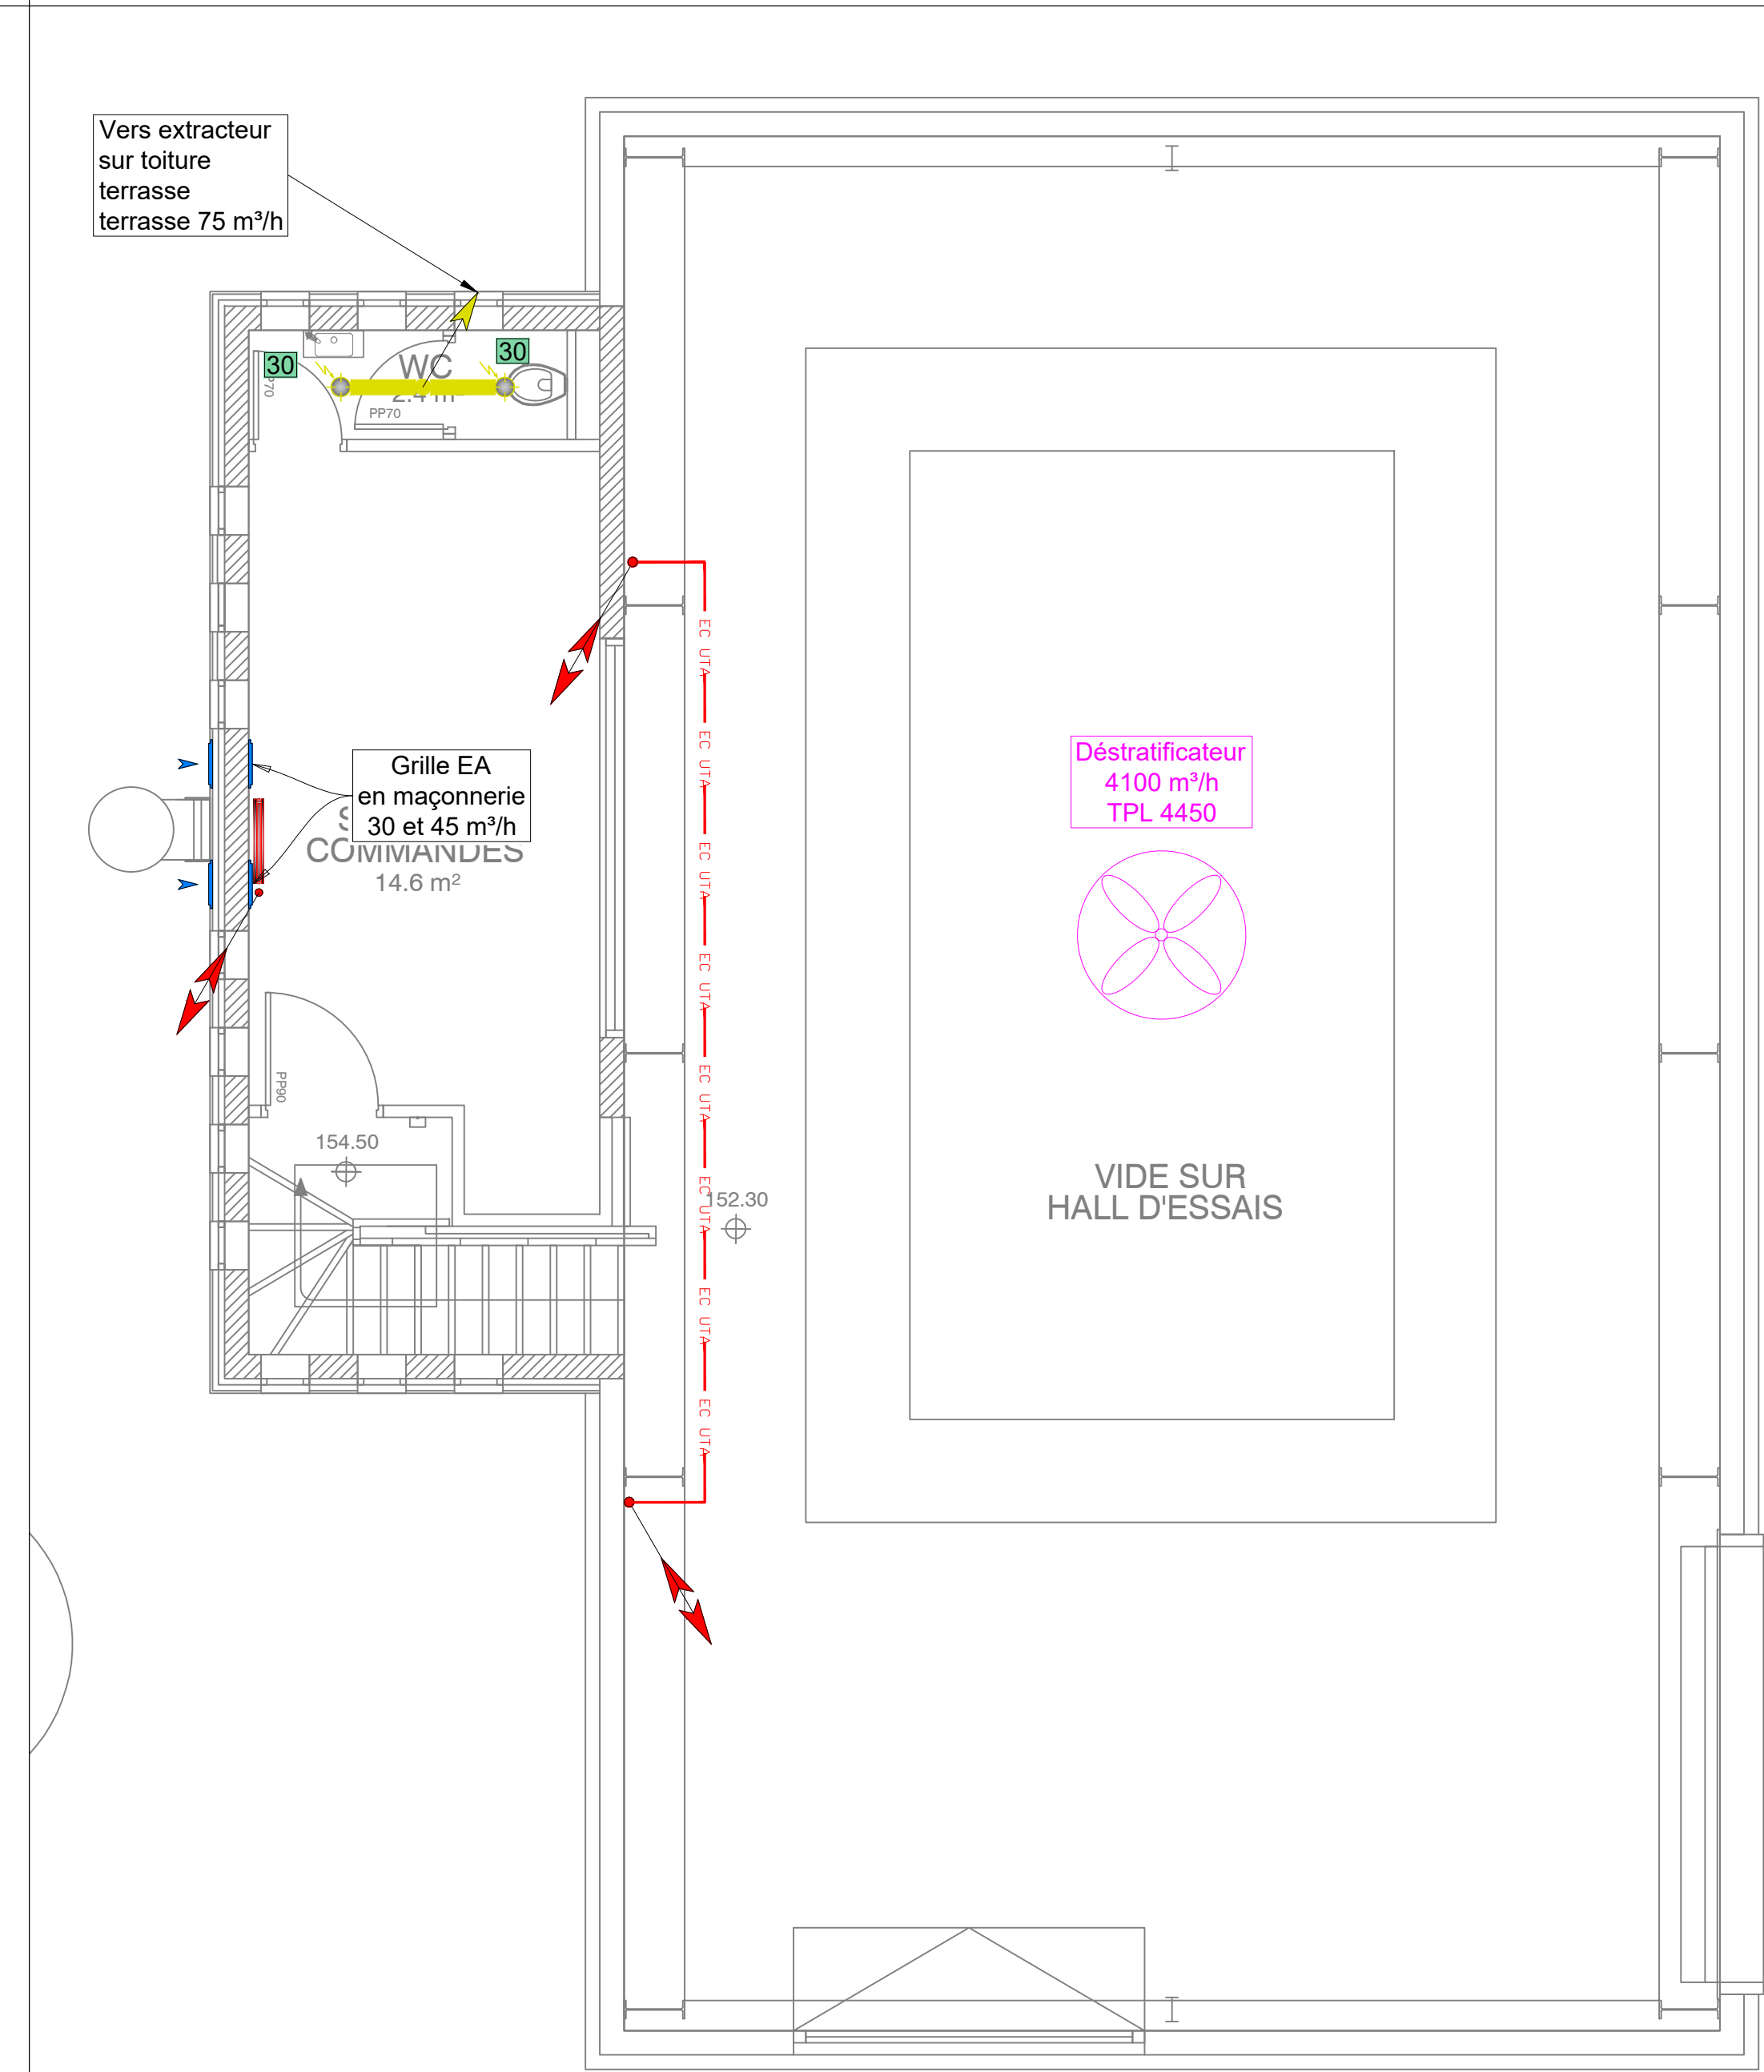 Vers extracteur
sur toiture
terrasse
terrasse 75 m³/h
30
30
WC
PP70
EC UTA
EC UTA
EC UTA
EC UTA
EC UTA
EC UTA
EC UTA
EC UTA
Grille EA
en maçonnerie
30 et 45 m³/h
COMMANDES
14.6 m²
Déstratificateur
4100 m³/h
TPL 4450
PP90
154.50
152.30
VIDE SUR
HALL D'ESSAIS